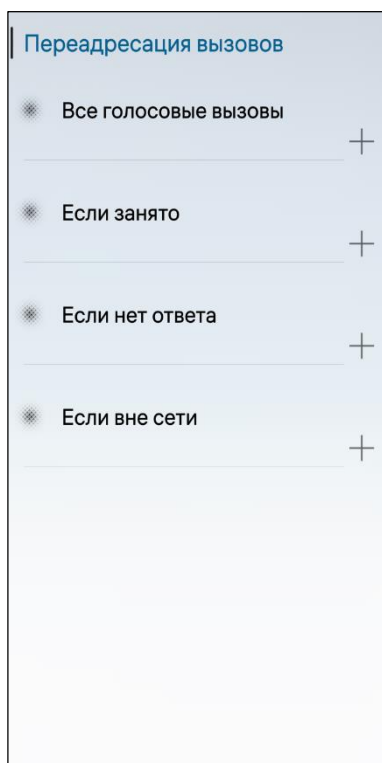 Переадресация вызовов
Все голосовые вызовы
Если занято
Если нет ответа
Если вне сети